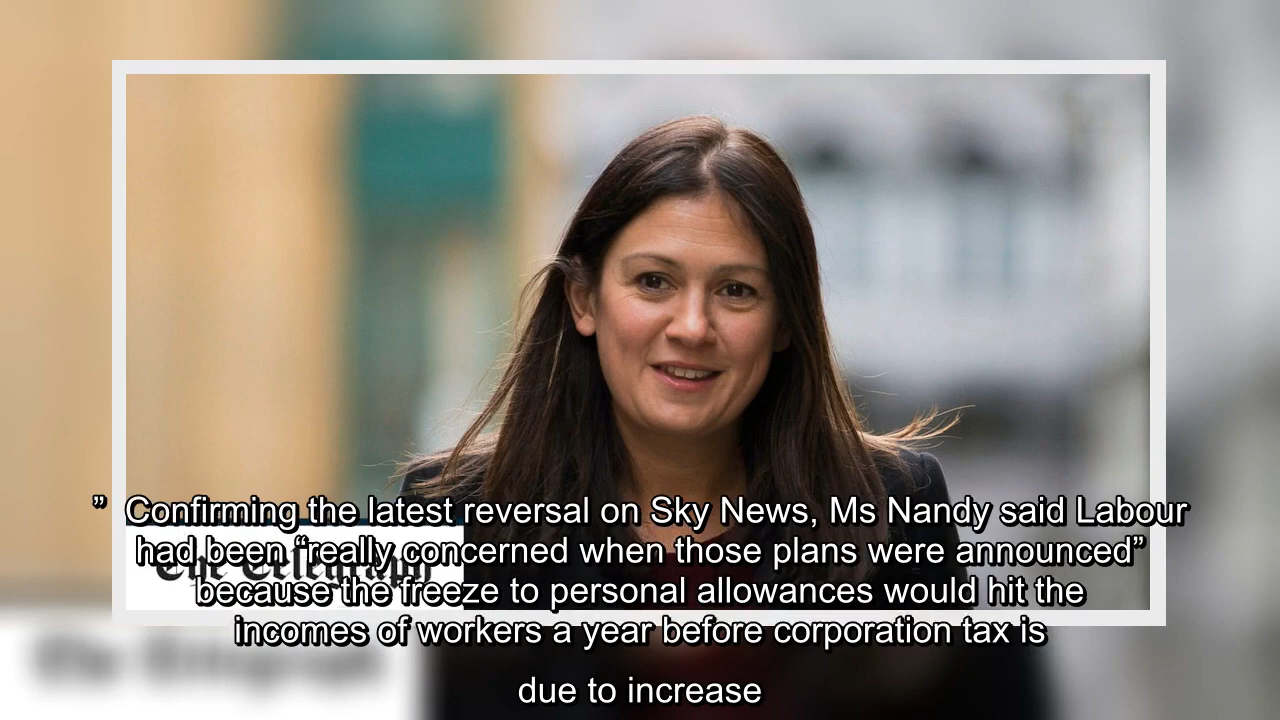 ” Confirming the latest reversal on Sky News, Ms Nandy said Labour
had been “really concerned when those plans were announced”
The Telegraph
because the freeze to personal allowances would hit the
incomes of workers a year before corporation tax is
due to increase